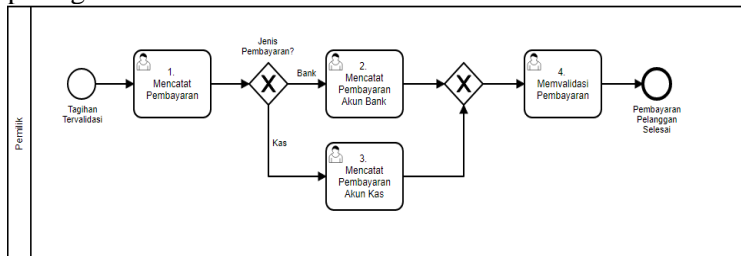 Pemilik
Tagihan
Tervalidasi
1.
Mencatat
Pembayaran
Jenis
Pembayaran?
Bank
Kas
2.
Mencatat
Pembayaran
Akun Bank
3.
Mencatat
Pembayaran
Akun Kas
4.
Memvalidasi
Pembayaran
Pembayaran
Pelanggan
Selesai